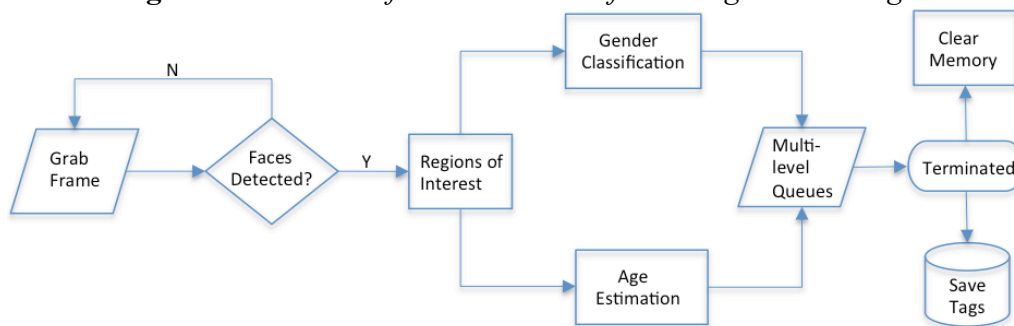 N
Grab
Frame
Faces
Detected?
Y
Regions of
Interest
Gender
Classification
Age
Estimation
Multi-
level
Queues
Terminated
Clear
Memory
Save
Tags